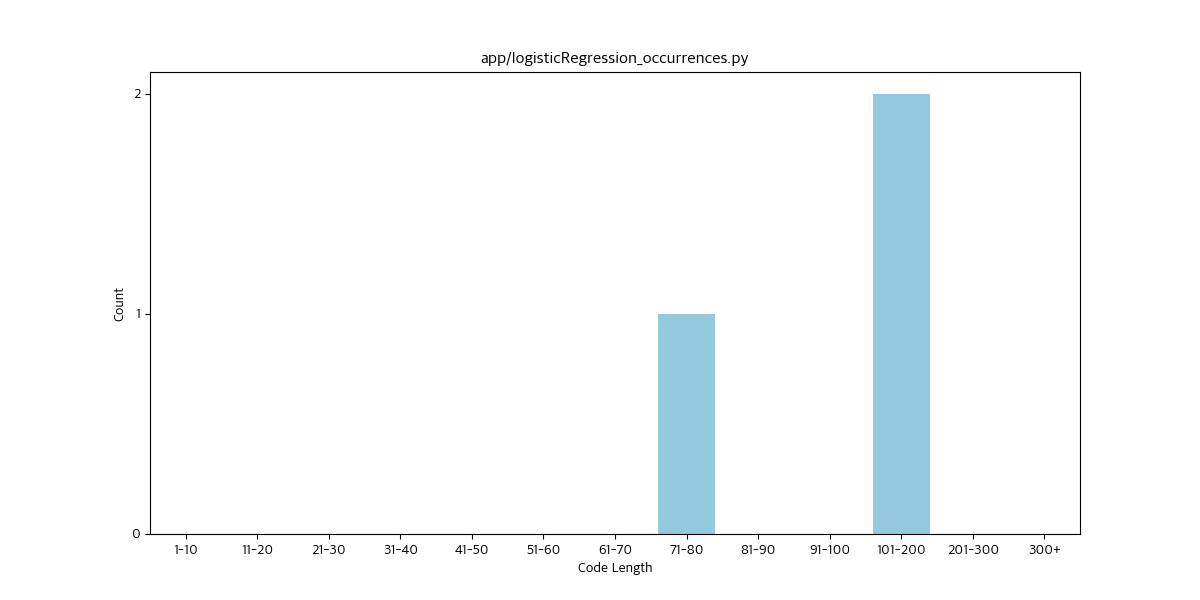 app/logisticRegression_occurrences.py
2
1
0
Count
1-10 11-20 21-30 31-40 41-50 51-60 61-70 71-80 81-90 91-100 101-200 201-300 300+
Code Length